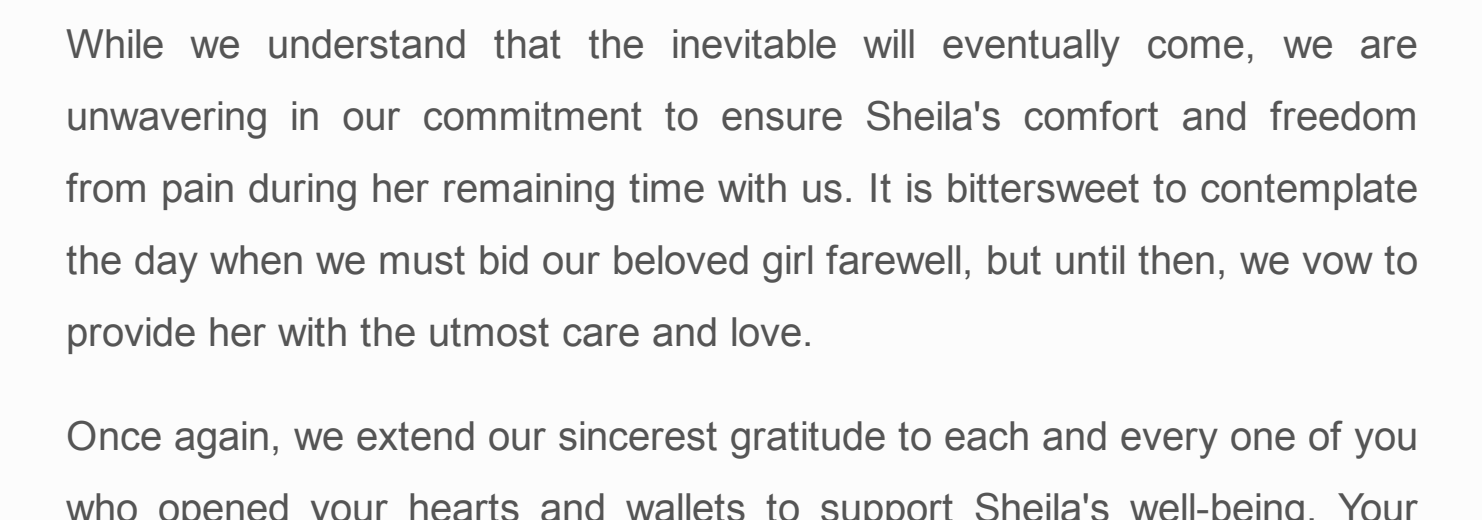 While we understand that the inevitable will eventually come, we are
unwavering in our commitment to ensure Sheila's comfort and freedom
from pain during her remaining time with us. It is bittersweet to contemplate
the day when we must bid our beloved girl farewell, but until then, we vow to
provide her with the utmost care and love.
Once again, we extend our sincerest gratitude to each and every one of you
who opened your hearts and wallets to support Sheila's well-being. Your